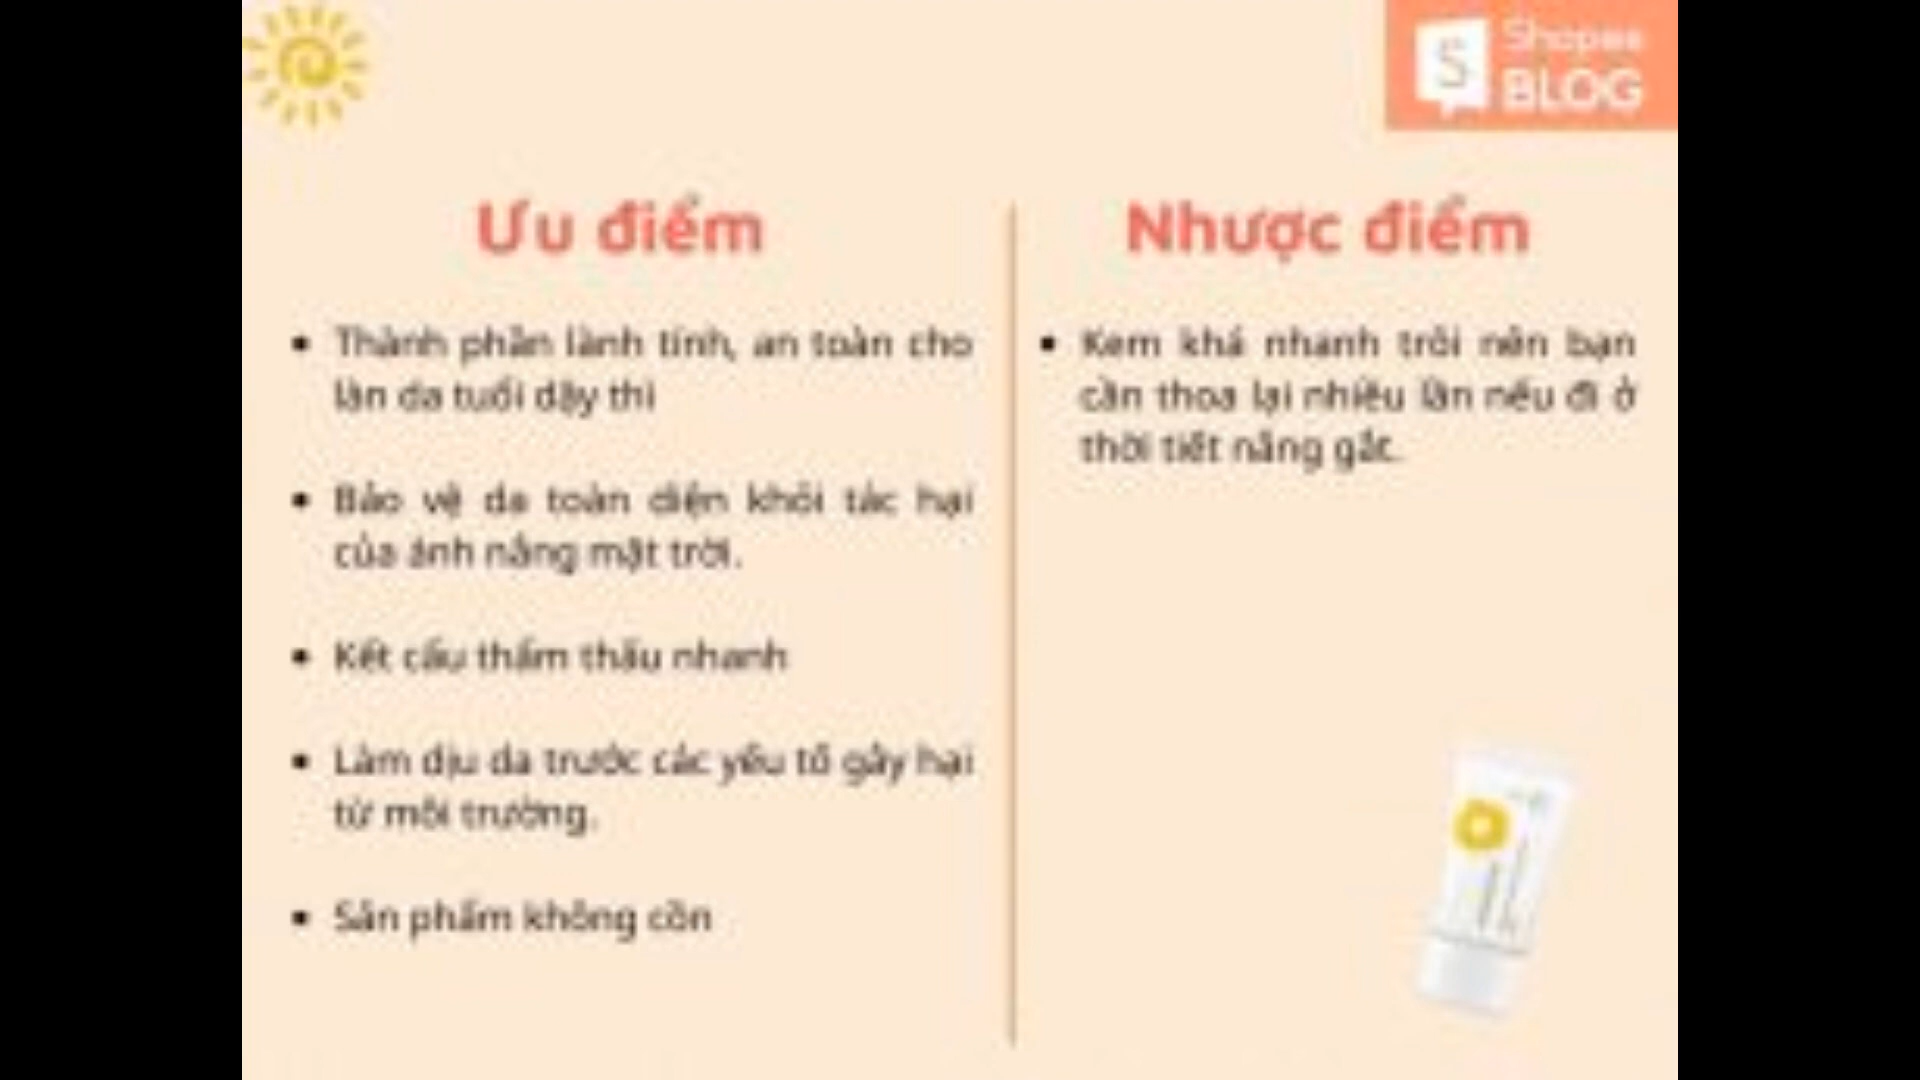 Shopee
BLOG
Ưu điểm
• Thành phần lành tính, an toàn cho
làn da tuổi dậy thì
• Bảo vệ da toàn diện khỏi tác hại
của ánh nắng mặt trời.
• Kết cấu thẩm thấu nhanh
• Làm dịu da trước các yếu tố gây hại
từ môi trường.
• Sản phẩm không cồn
Nhược điểm
• Kem khá nhanh trôi nên bạn
cần thoa lại nhiều lần nếu đi ở
thời tiết nắng gắt.